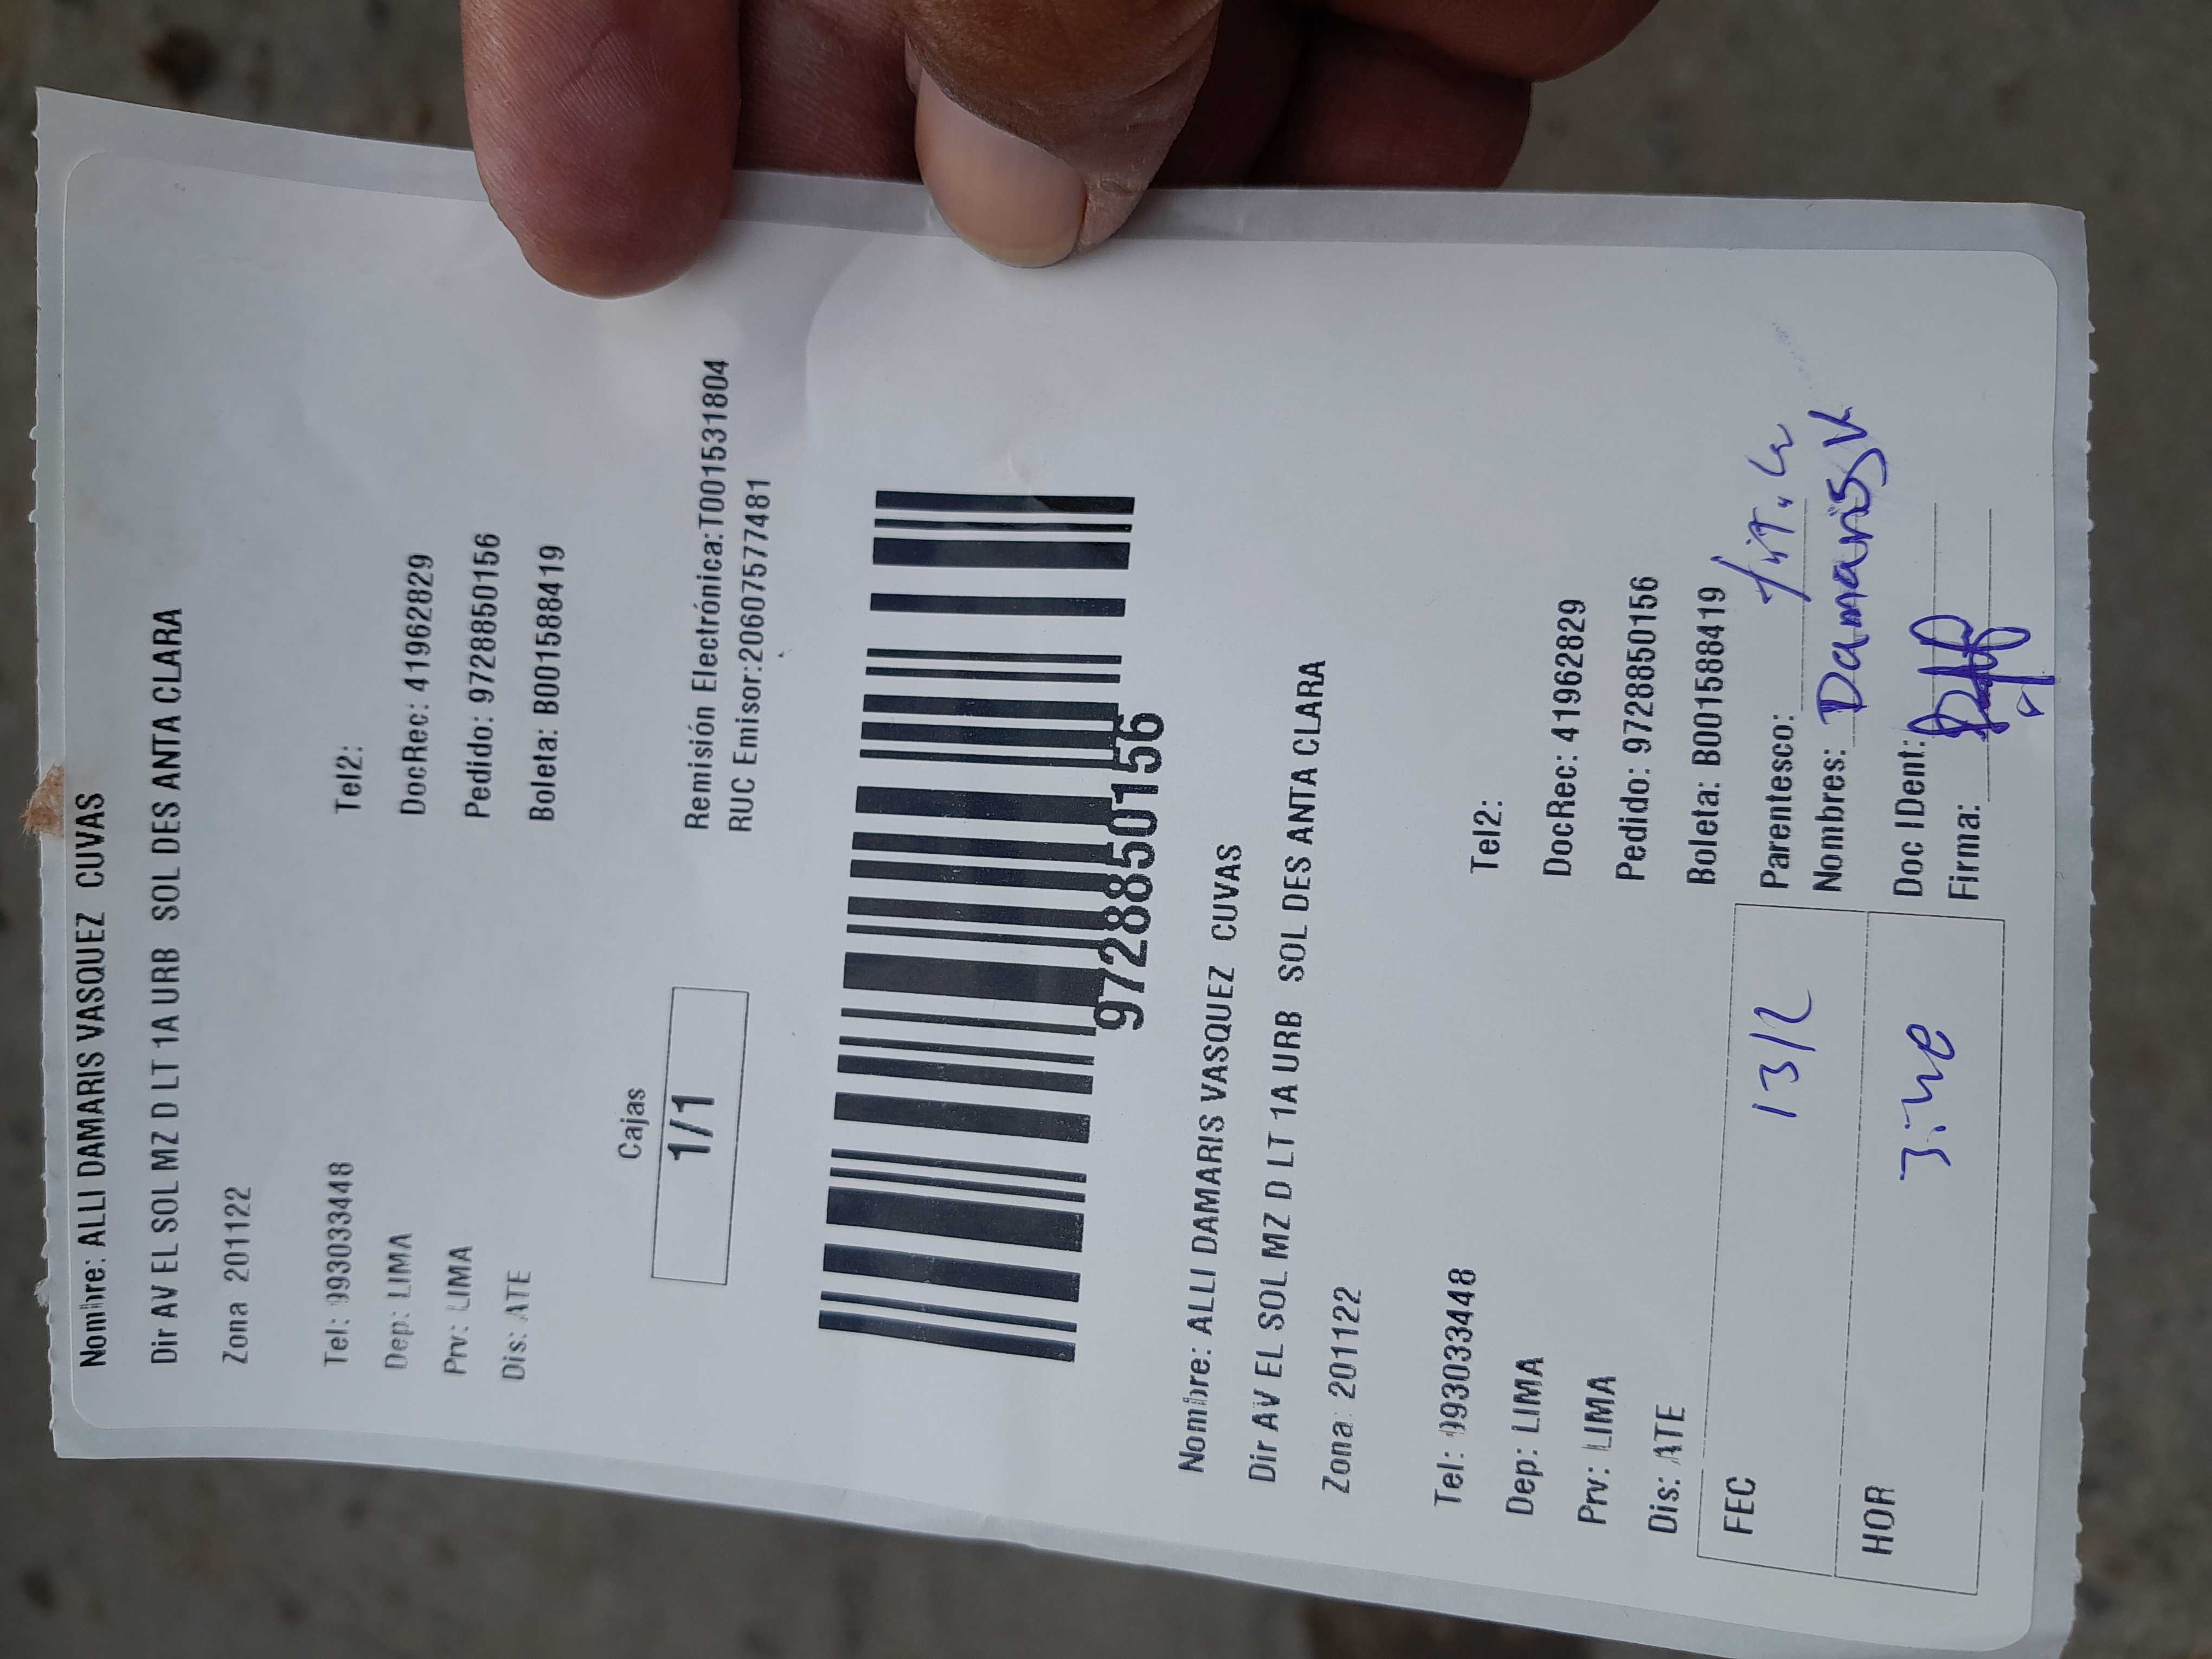 Nombre: ALLI DAMARIS VASQUEZ CUVAS
Dir AV EL SOL MZ D LT 1A URB SOL DES ANTA CLARA
Zona 201122
Tel: 993033448 Tel2:
Dep: LIMA DocRec: 41962829
Prv: LIMA Pedido: 9728850156
Dis: ATE Boleta: B001588419
Cajas
1/1
Remisión Electrónica:T001531804
RUC Emisor:20607577481
9728850156
Nombre: ALLI DAMARIS VASQUEZ CUVAS
Dir AV EL SOL MZ D LT 1A URB SOL DES ANTA CLARA
Zona: 201122
Tel: 993033448 Tel2:
Dep: LIMA DocRec: 41962829
Prv: LIMA Pedido: 9728850156
Dis: ATE Boleta: B001588419
FEC 13/2 Parentesco:
Nombres: Damaris V
HOR Doc IDent:
Firma: